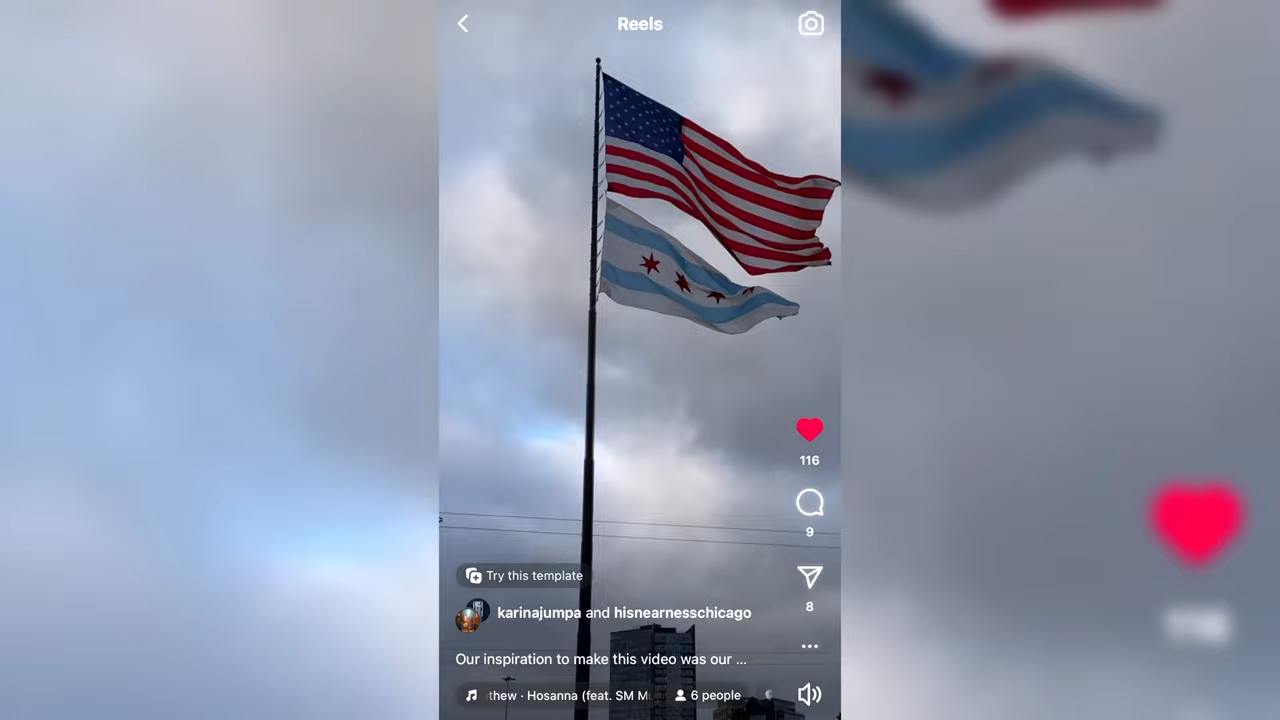 Reels
116
9
Try this template
8
karinajumpa and hisnearnesschicago
Our inspiration to make this video was our ...
thew · Hosanna (feat. SM M
6 people